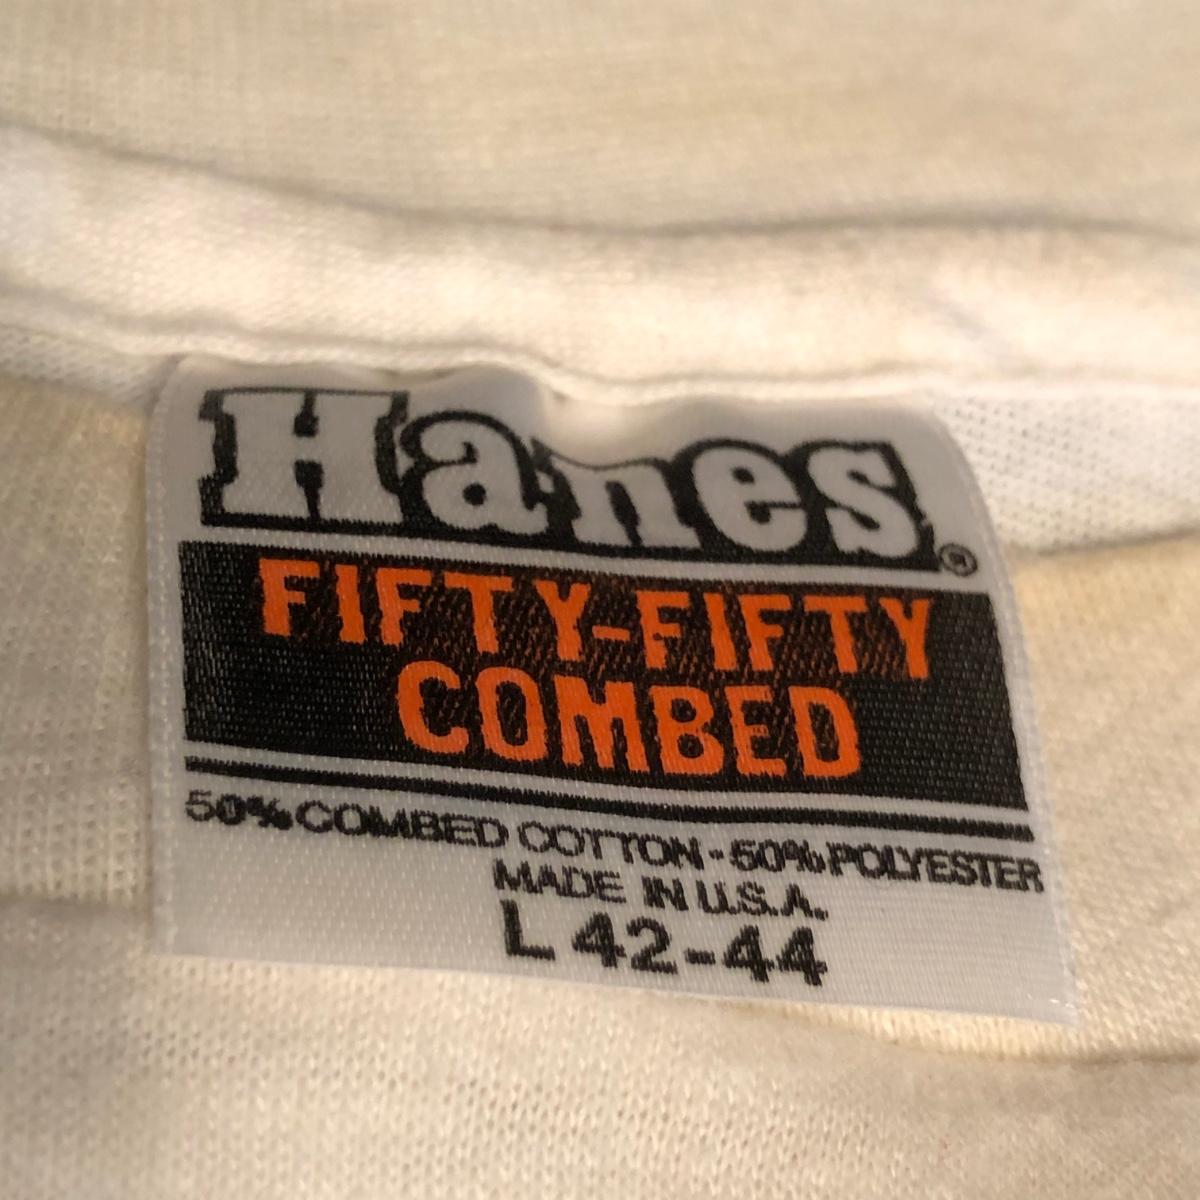 Hanes®
FIFTY-FIFTY
COMBED
50% COMBED COTTON - 50% POLYESTER
MADE IN U.S.A.
L 42-44